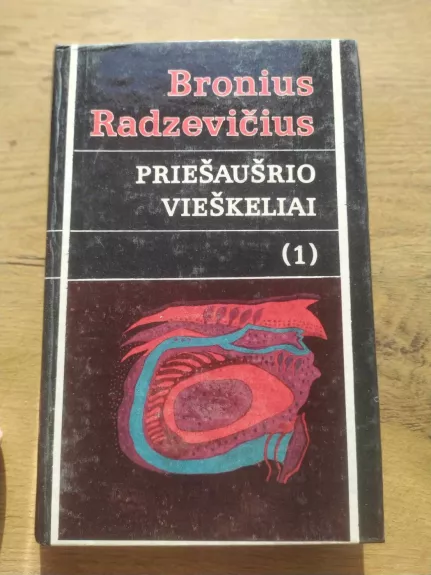 Bronius
Radzevičius
PRIEŠAUŠRIO
VIEŠKELIAI
(1)